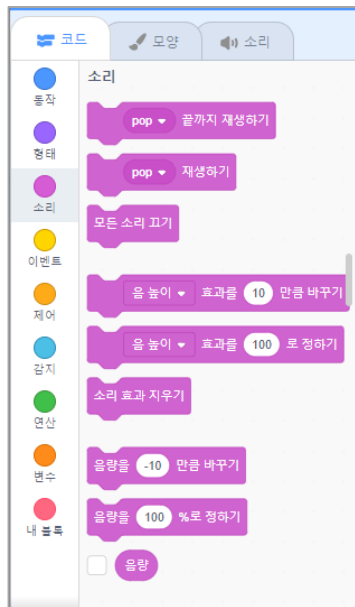 코드 모양 소리
소리
동작
형태
소리
이벤트
제어
감지
연산
변수
내 블록
pop 끝까지 재생하기
pop 재생하기
모든 소리 끄기
음 높이 효과를 10 만큼 바꾸기
음 높이 효과를 100 로 정하기
소리 효과 지우기
음량을 -10 만큼 바꾸기
음량을 100 %로 정하기
음량